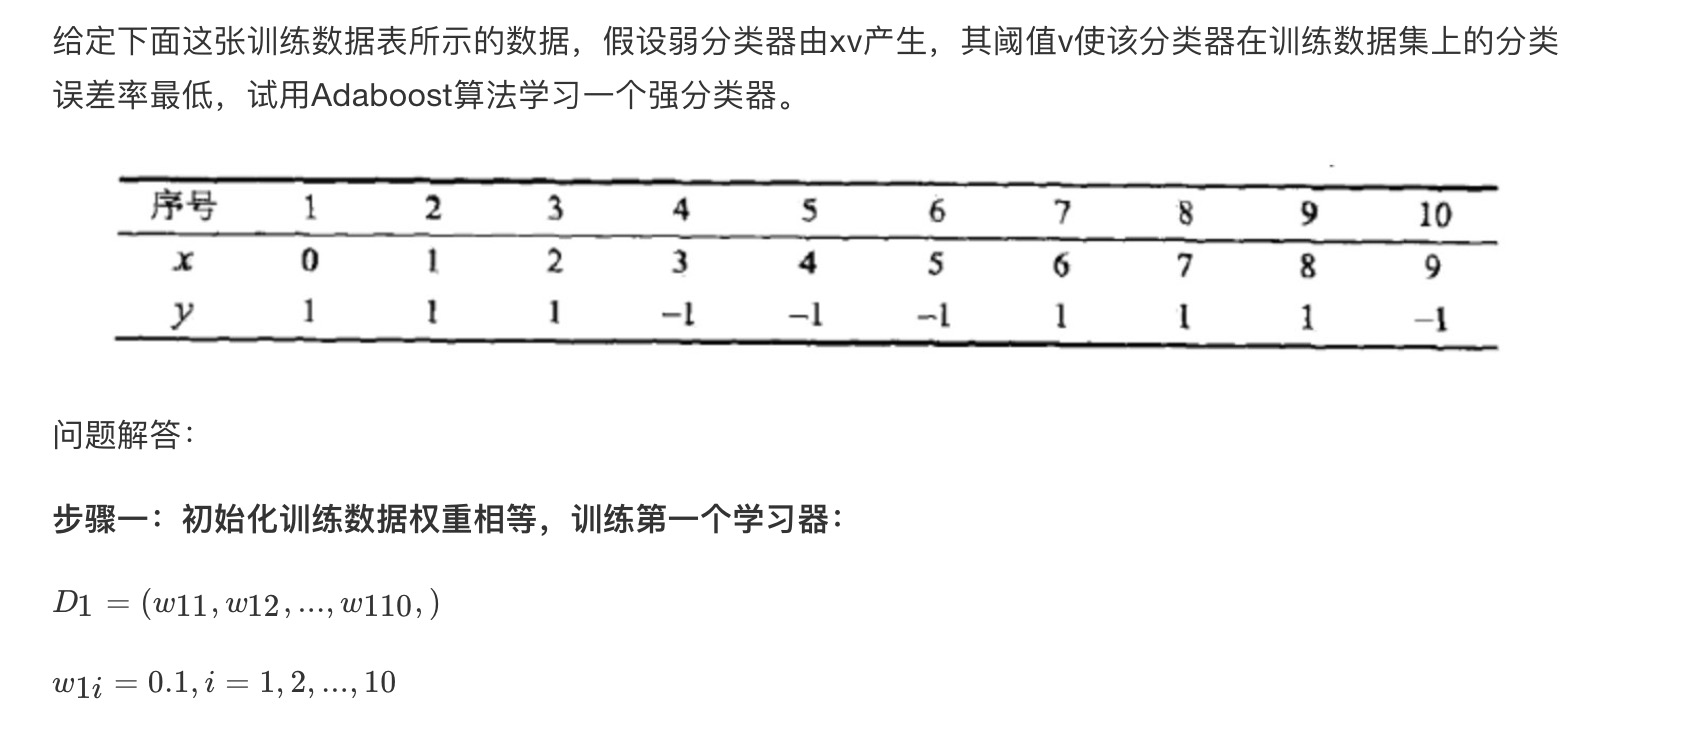 给定下面这张训练数据表所示的数据，假设弱分类器由xv产生，其阈值v使该分类器在训练数据集上的分类
误差率最低，试用Adaboost算法学习一个强分类器。
序号 1 2 3 4 5 6 7 8 9 10
x 0 1 2 3 4 5 6 7 8 9
y 1 1 1 −1 −1 −1 1 1 1 −1
问题解答：
步骤一：初始化训练数据权重相等，训练第一个学习器：
D1 = (w11, w12, ..., w110, )
w1i = 0.1, i = 1, 2, ..., 10